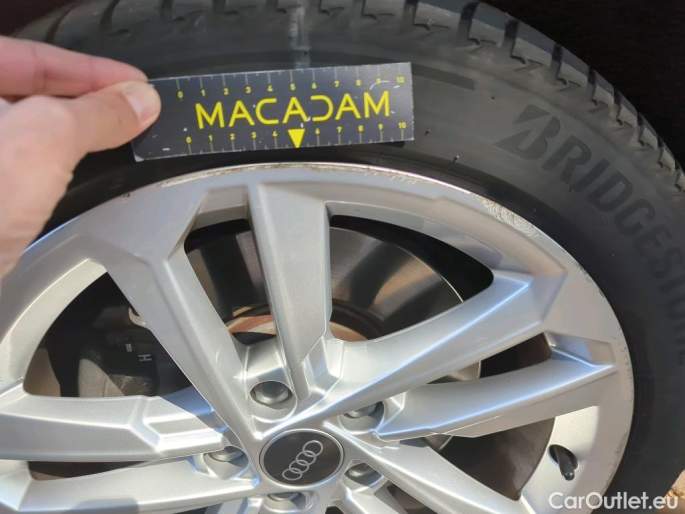 0 1 2 3 4 5 6 7 8 9 10
MACADAM
0 1 2 3 4 6 7 8 9 10
BRIDGESTONE
H
CarOutlet.eu